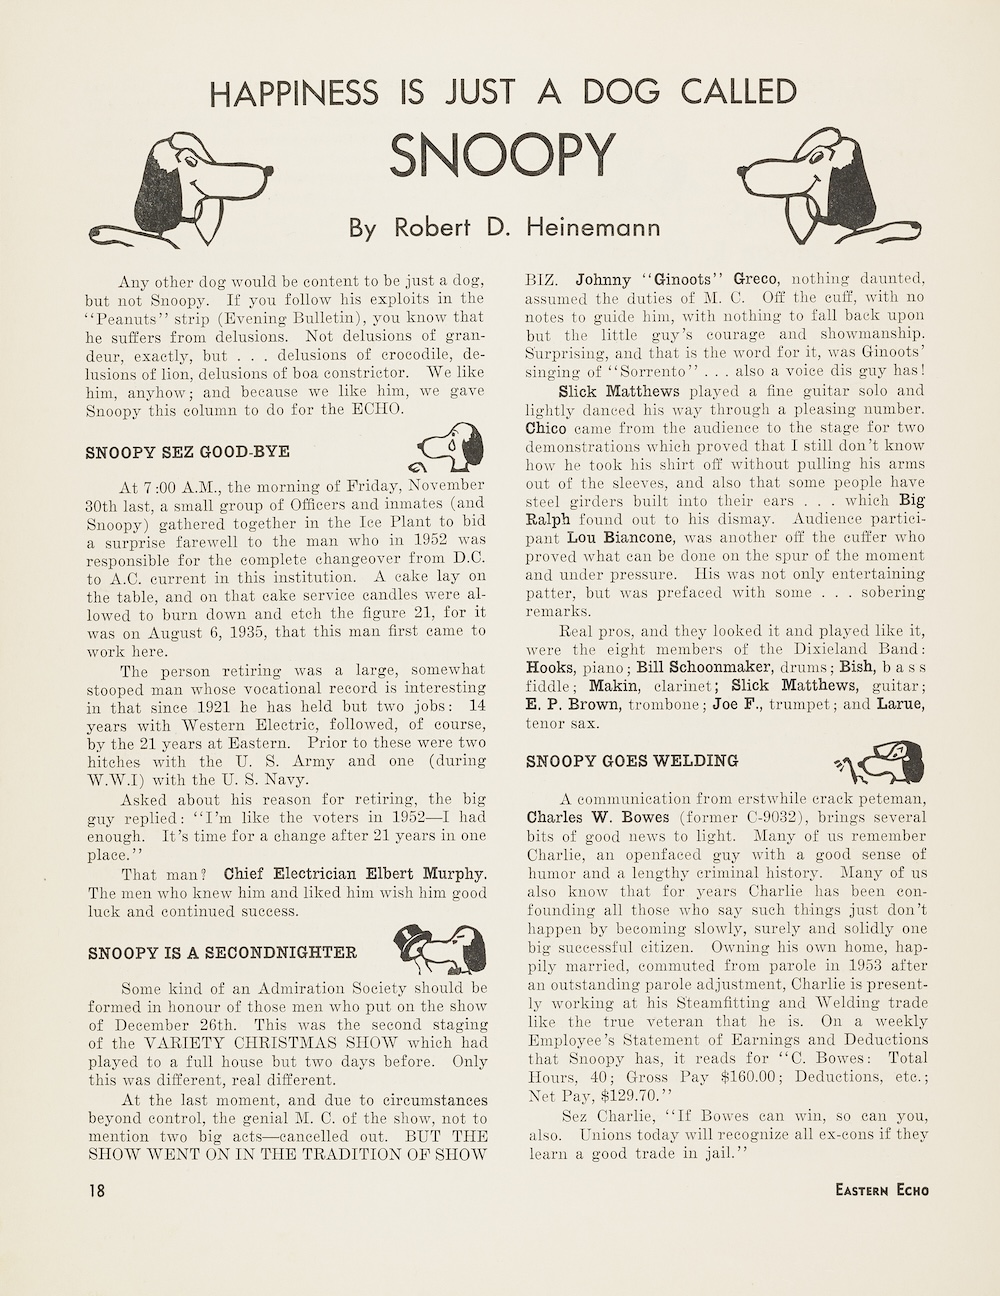 HAPPINESS IS JUST A DOG CALLED
SNOOPY
By Robert D. Heinemann
Any other dog would be content to be just a dog,
but not Snoopy. If you follow his exploits in the
“Peanuts” strip (Evening Bulletin), you know that
he suffers from delusions. Not delusions of gran-
deur, exactly, but . . . delusions of crocodile, de-
lusions of lion, delusions of boa constrictor. We like
him, anyhow; and because we like him, we gave
Snoopy this column to do for the ECHO.
SNOOPY SEZ GOOD-BYE
At 7:00 A.M., the morning of Friday, November
30th last, a small group of Officers and inmates (and
Snoopy) gathered together in the Ice Plant to bid
a surprise farewell to the man who in 1952 was
responsible for the complete changeover from D.C.
to A.C. current in this institution. A cake lay on
the table, and on that cake service candles were al-
lowed to burn down and etch the figure 21, for it
was on August 6, 1935, that this man first came to
work here.
The person retiring was a large, somewhat
stooped man whose vocational record is interesting
in that since 1921 he has held but two jobs: 14
years with Western Electric, followed, of course,
by the 21 years at Eastern. Prior to these were two
hitches with the U. S. Army and one (during
W.W.I) with the U. S. Navy.
Asked about his reason for retiring, the big
guy replied: “I’m like the voters in 1952—I had
enough. It’s time for a change after 21 years in one
place.”
That man? Chief Electrician Elbert Murphy.
The men who knew him and liked him wish him good
luck and continued success.
SNOOPY IS A SECONDNIGHTER
Some kind of an Admiration Society should be
formed in honour of those men who put on the show
of December 26th. This was the second staging
of the VARIETY CHRISTMAS SHOW which had
played to a full house but two days before. Only
this was different, real different.
At the last moment, and due to circumstances
beyond control, the genial M. C. of the show, not to
mention two big acts—cancelled out. BUT THE
SHOW WENT ON IN THE TRADITION OF SHOW
BIZ. Johnny “Ginoots” Greco, nothing daunted,
assumed the duties of M. C. Off the cuff, with no
notes to guide him, with nothing to fall back upon
but the little guy’s courage and showmanship.
Surprising, and that is the word for it, was Ginoots’
singing of “Sorrento” . . . also a voice dis guy has!
Slick Matthews played a fine guitar solo and
lightly danced his way through a pleasing number.
Chico came from the audience to the stage for two
demonstrations which proved that I still don’t know
how he took his shirt off without pulling his arms
out of the sleeves, and also that some people have
steel girders built into their ears . . . which Big
Ralph found out to his dismay. Audience partici-
pant Lou Biancone, was another off the cuffer who
proved what can be done on the spur of the moment
and under pressure. His was not only entertaining
patter, but was prefaced with some . . . sobering
remarks.
Real pros, and they looked it and played like it,
were the eight members of the Dixieland Band:
Hooks, piano; Bill Schoonmaker, drums; Bish, bass
fiddle; Makin, clarinet; Slick Matthews, guitar;
E. P. Brown, trombone; Joe F., trumpet; and Larue,
tenor sax.
SNOOPY GOES WELDING
A communication from erstwhile crack peteman,
Charles W. Bowes (former C-9032), brings several
bits of good news to light. Many of us remember
Charlie, an openfaced guy with a good sense of
humor and a lengthy criminal history. Many of us
also know that for years Charlie has been con-
founding all those who say such things just don’t
happen by becoming slowly, surely and solidly one
big successful citizen. Owning his own home, hap-
pily married, commuted from parole in 1953 after
an outstanding parole adjustment, Charlie is present-
ly working at his Steamfitting and Welding trade
like the true veteran that he is. On a weekly
Employee’s Statement of Earnings and Deductions
that Snoopy has, it reads for “C. Bowes: Total
Hours, 40; Gross Pay $160.00; Deductions, etc.;
Net Pay, $129.70.”
Sez Charlie, “If Bowes can win, so can you,
also. Unions today will recognize all ex-cons if they
learn a good trade in jail.”
18
EASTERN ECHO